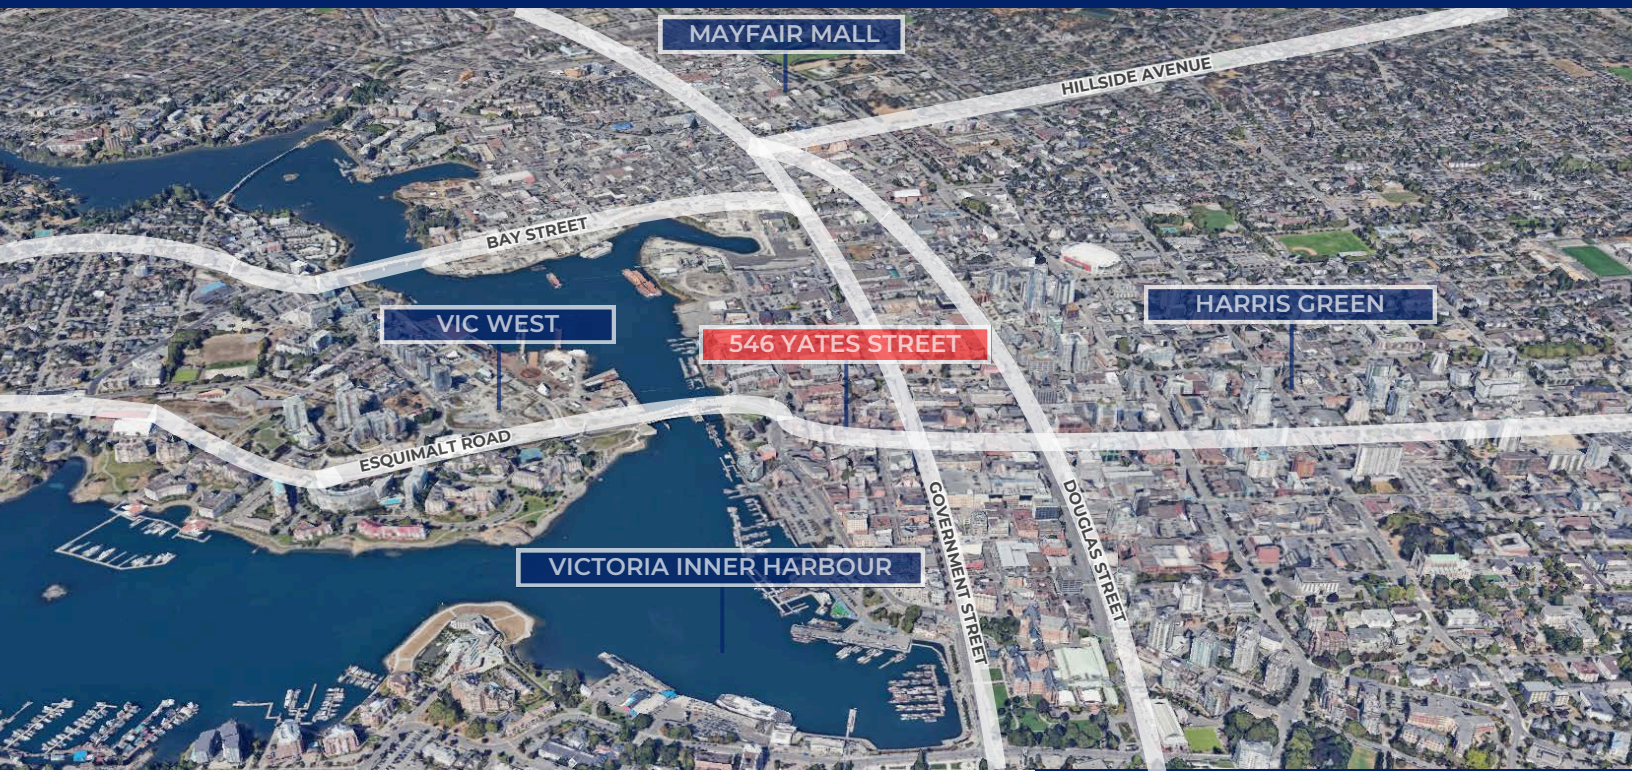 MAYFAIR MALL
HILLSIDE AVENUE
BAY STREET
HARRIS GREEN
VIC WEST
546 YATES STREET
ESQUIMALT ROAD
GOVERNMENT STREET
DOUGLAS STREET
VICTORIA INNER HARBOUR